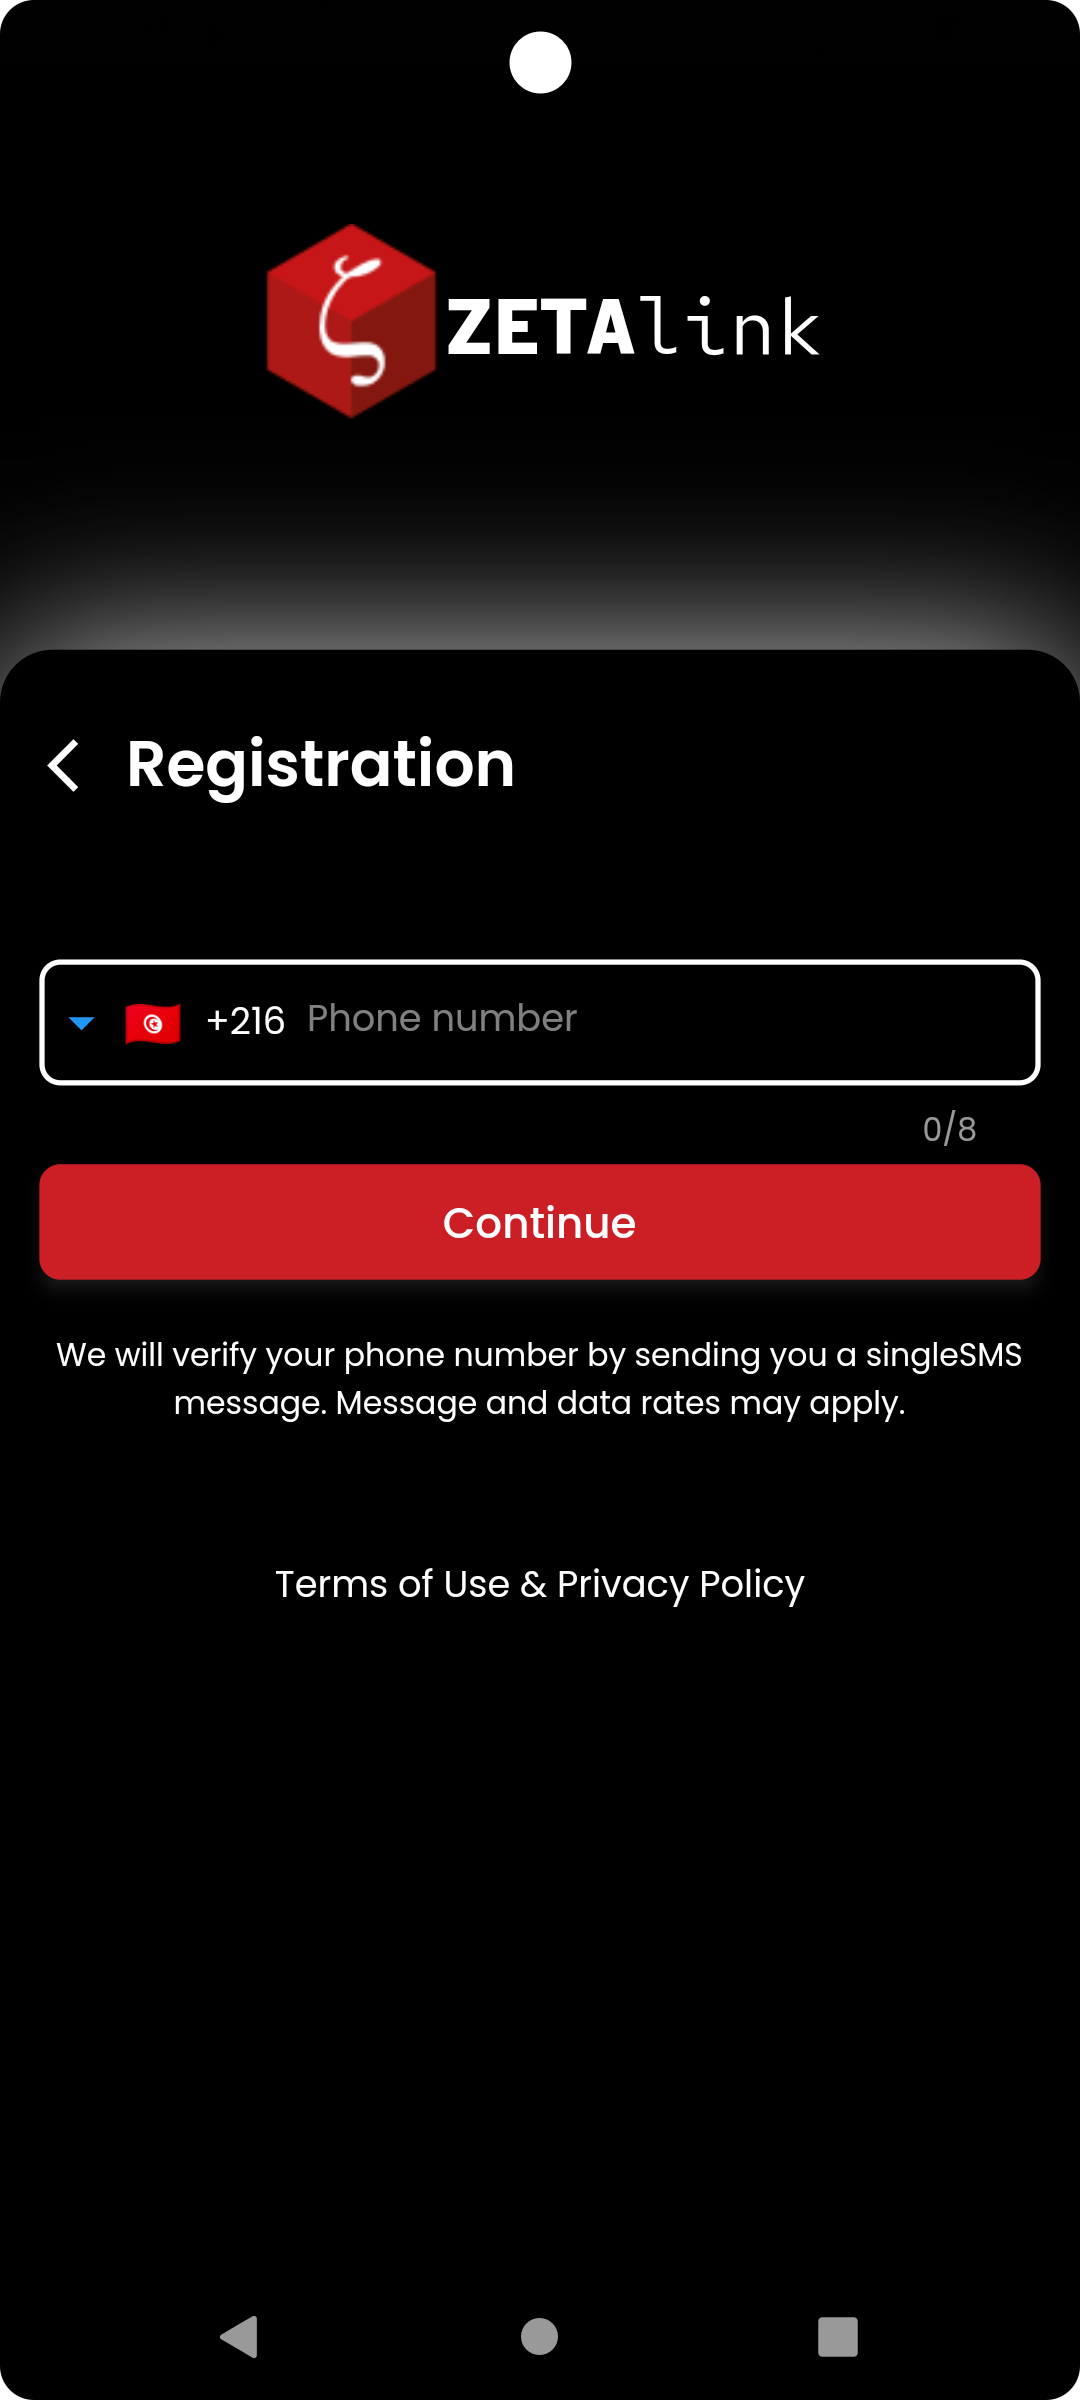 ζ ZETAlink
Registration
+216 Phone number
0/8
Continue
We will verify your phone number by sending you a singleSMS
message. Message and data rates may apply.
Terms of Use & Privacy Policy